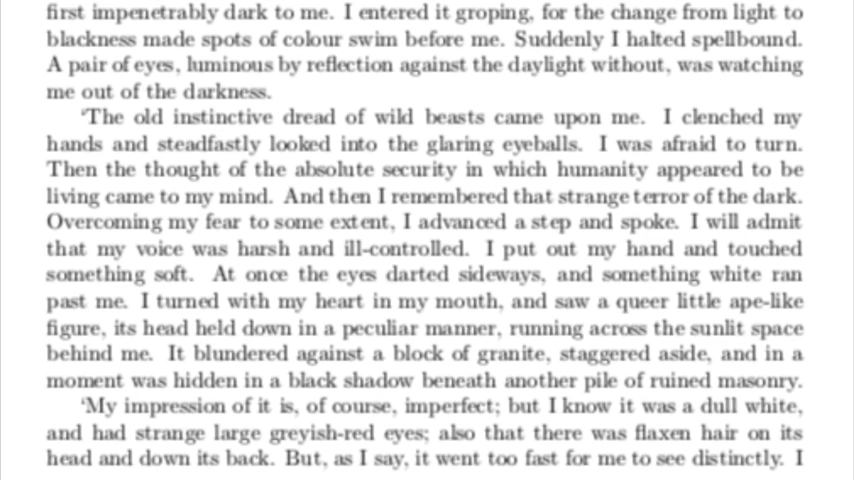 first impenetrably dark to me. I entered it groping, for the change from light to
blackness made spots of colour swim before me. Suddenly I halted spellbound.
A pair of eyes, luminous by reflection against the daylight without, was watching
me out of the darkness.
‘The old instinctive dread of wild beasts came upon me. I clenched my
hands and steadfastly looked into the glaring eyeballs. I was afraid to turn.
Then the thought of the absolute security in which humanity appeared to be
living came to my mind. And then I remembered that strange terror of the dark.
Overcoming my fear to some extent, I advanced a step and spoke. I will admit
that my voice was harsh and ill-controlled. I put out my hand and touched
something soft. At once the eyes darted sideways, and something white ran
past me. I turned with my heart in my mouth, and saw a queer little ape-like
figure, its head held down in a peculiar manner, running across the sunlit space
behind me. It blundered against a block of granite, staggered aside, and in a
moment was hidden in a black shadow beneath another pile of ruined masonry.
‘My impression of it is, of course, imperfect; but I know it was a dull white,
and had strange large greyish-red eyes; also that there was flaxen hair on its
head and down its back. But, as I say, it went too fast for me to see distinctly. I